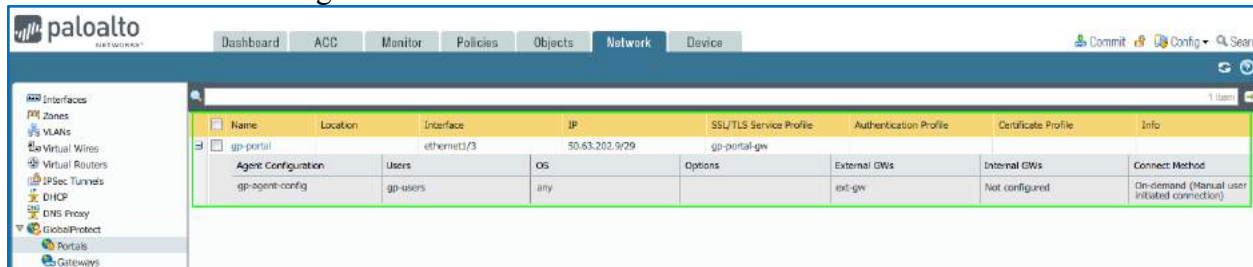 paloalto
NETWORKS
Dashboard ACC Monitor Policies Objects Network Device Commit Config Sear
1 item
Interfaces
Zones
VLANs
Virtual Wires
Virtual Routers
IPSec Tunnels
DHCP
DNS Proxy
GlobalProtect
Portals
Gateways
Name Location Interface IP SSL/TLS Service Profile Authentication Profile Certificate Profile Info
gp-portal ethernet1/3 50.63.202.9/29 gp-portal-gw
Agent Configuration Users OS Options External GWs Internal GWs Connect Method
gp-agent-config gp-users any ext-gw Not configured On-demand (Manual user
initiated connection)